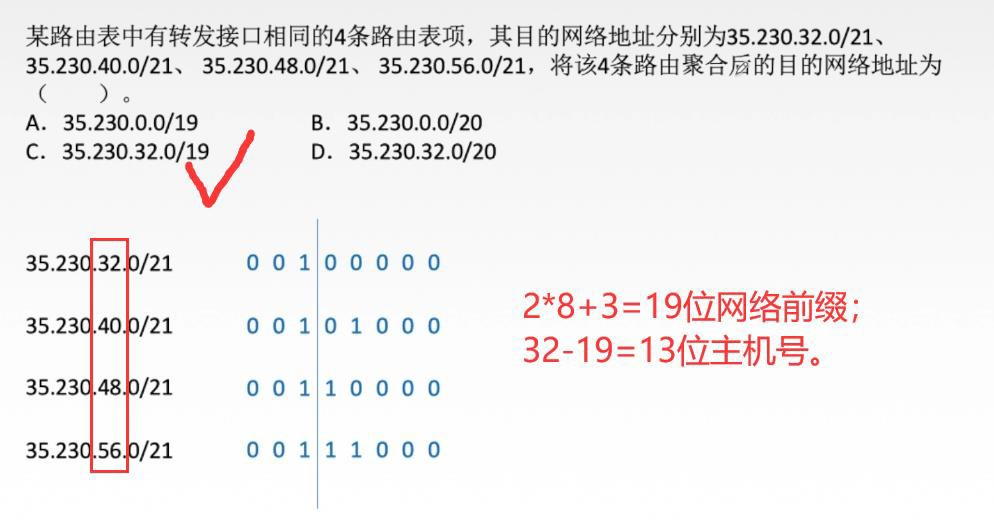 某路由表中有转发接口相同的4条路由表项，其目的网络地址分别为35.230.32.0/21、
35.230.40.0/21、 35.230.48.0/21、 35.230.56.0/21，将该4条路由聚合后的目的网络地址为
（　　）。
A．35.230.0.0/19 B．35.230.0.0/20
C．35.230.32.0/19 D．35.230.32.0/20
35.230.32.0/21 0 0 1 0 0 0 0 0
35.230.40.0/21 0 0 1 0 1 0 0 0
35.230.48.0/21 0 0 1 1 0 0 0 0
35.230.56.0/21 0 0 1 1 1 0 0 0
2*8+3=19位网络前缀；
32-19=13位主机号。